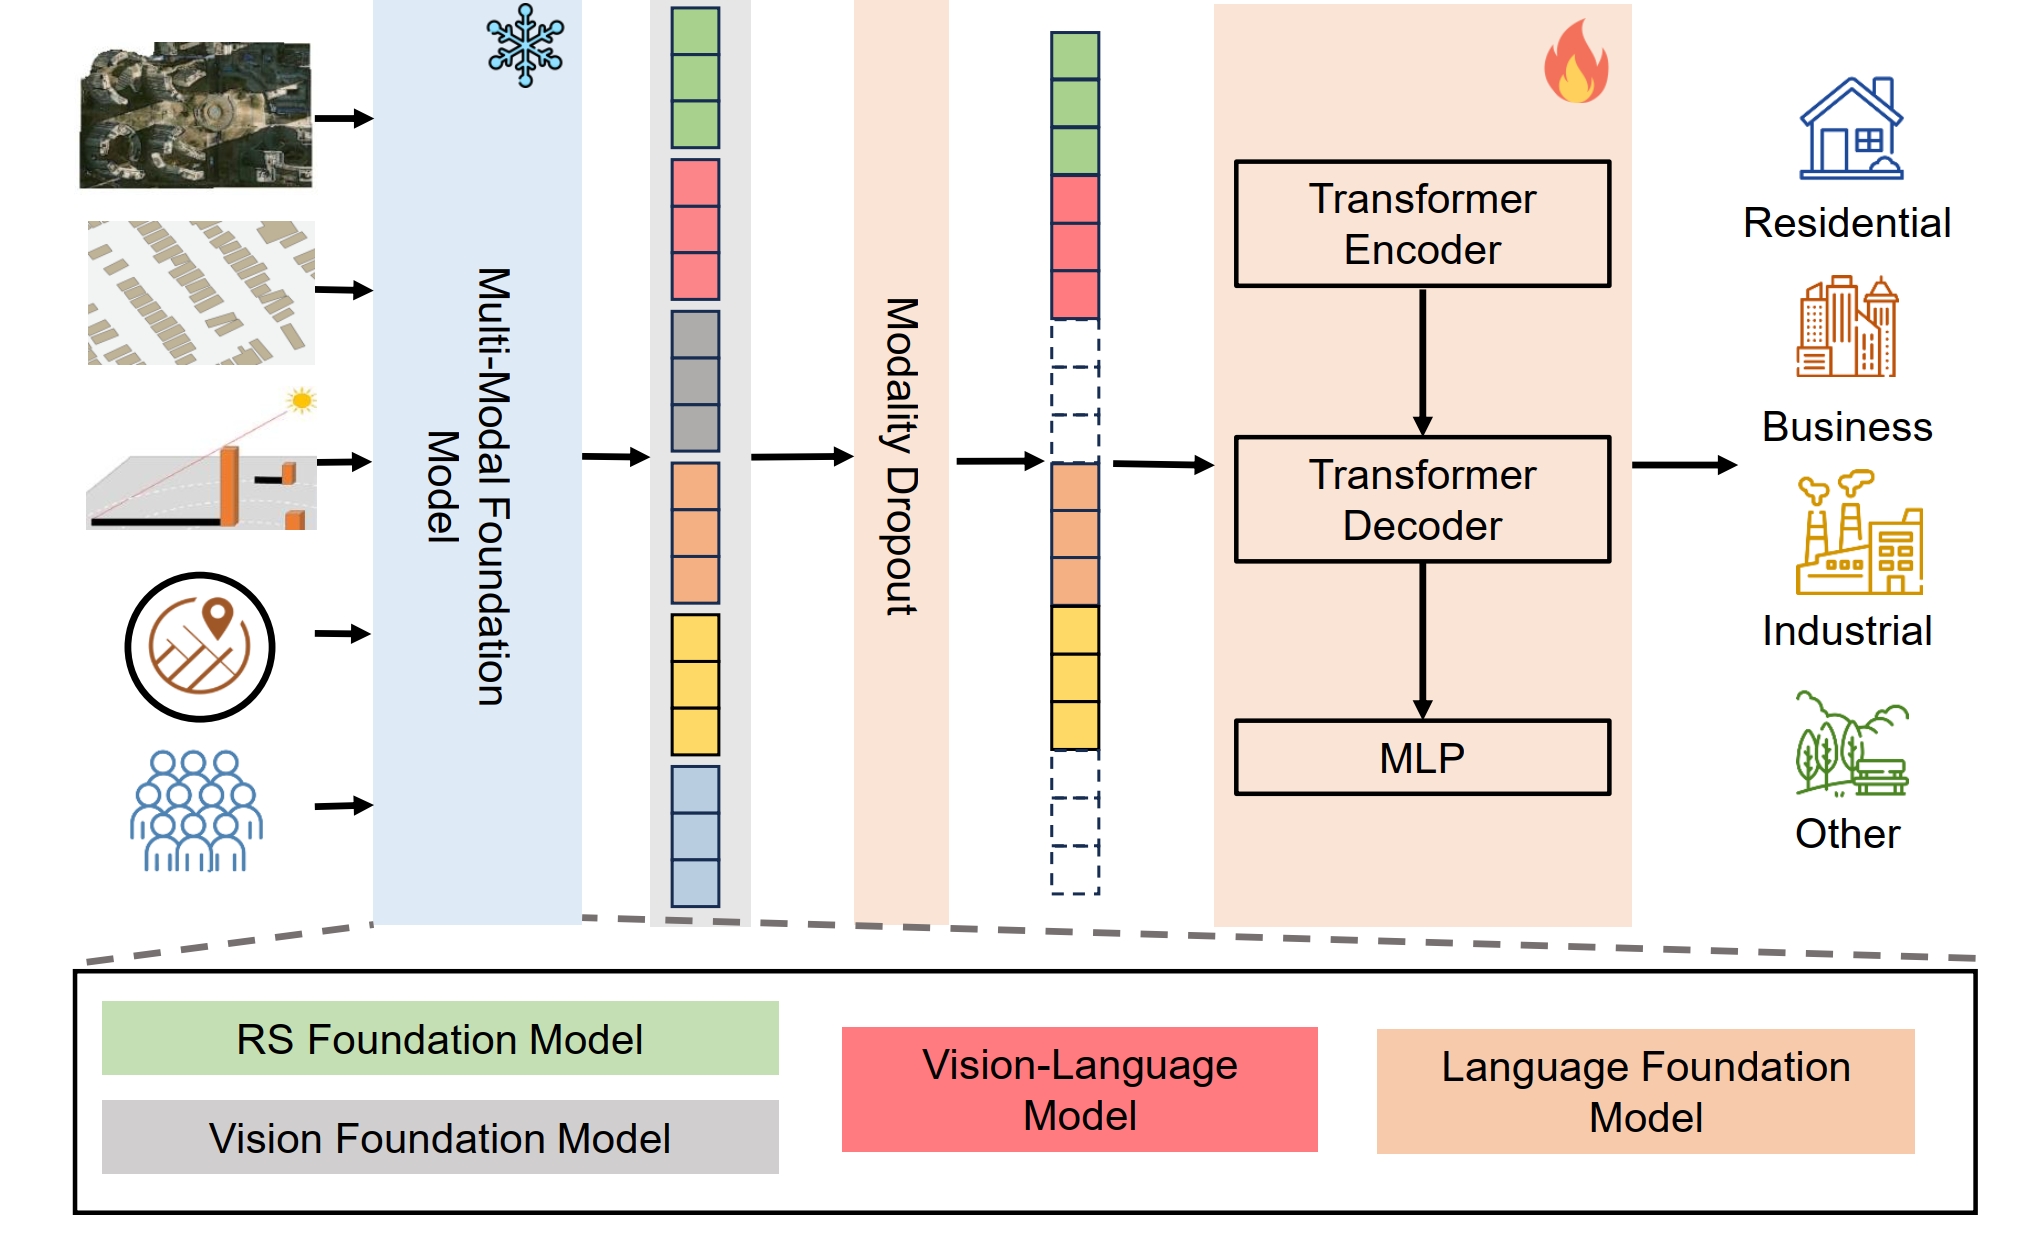 Multi-Modal Foundation
Model
Modality Dropout
Transformer
Encoder
Transformer
Decoder
MLP
Residential
Business
Industrial
Other
RS Foundation Model
Vision Foundation Model
Vision-Language
Model
Language Foundation
Model